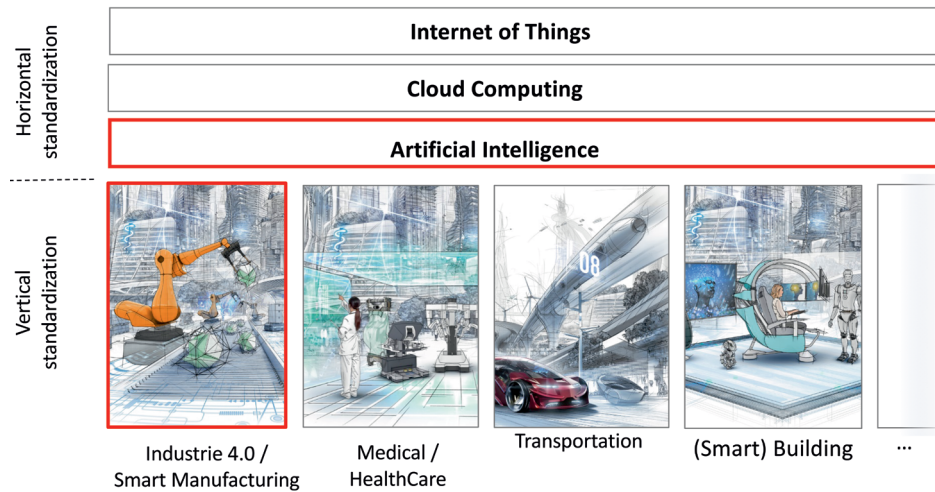 Horizontal
standardization
Internet of Things
Cloud Computing
Artificial Intelligence
Vertical
standardization
08
Industrie 4.0 /
Smart Manufacturing
Medical /
HealthCare
Transportation
(Smart) Building
...